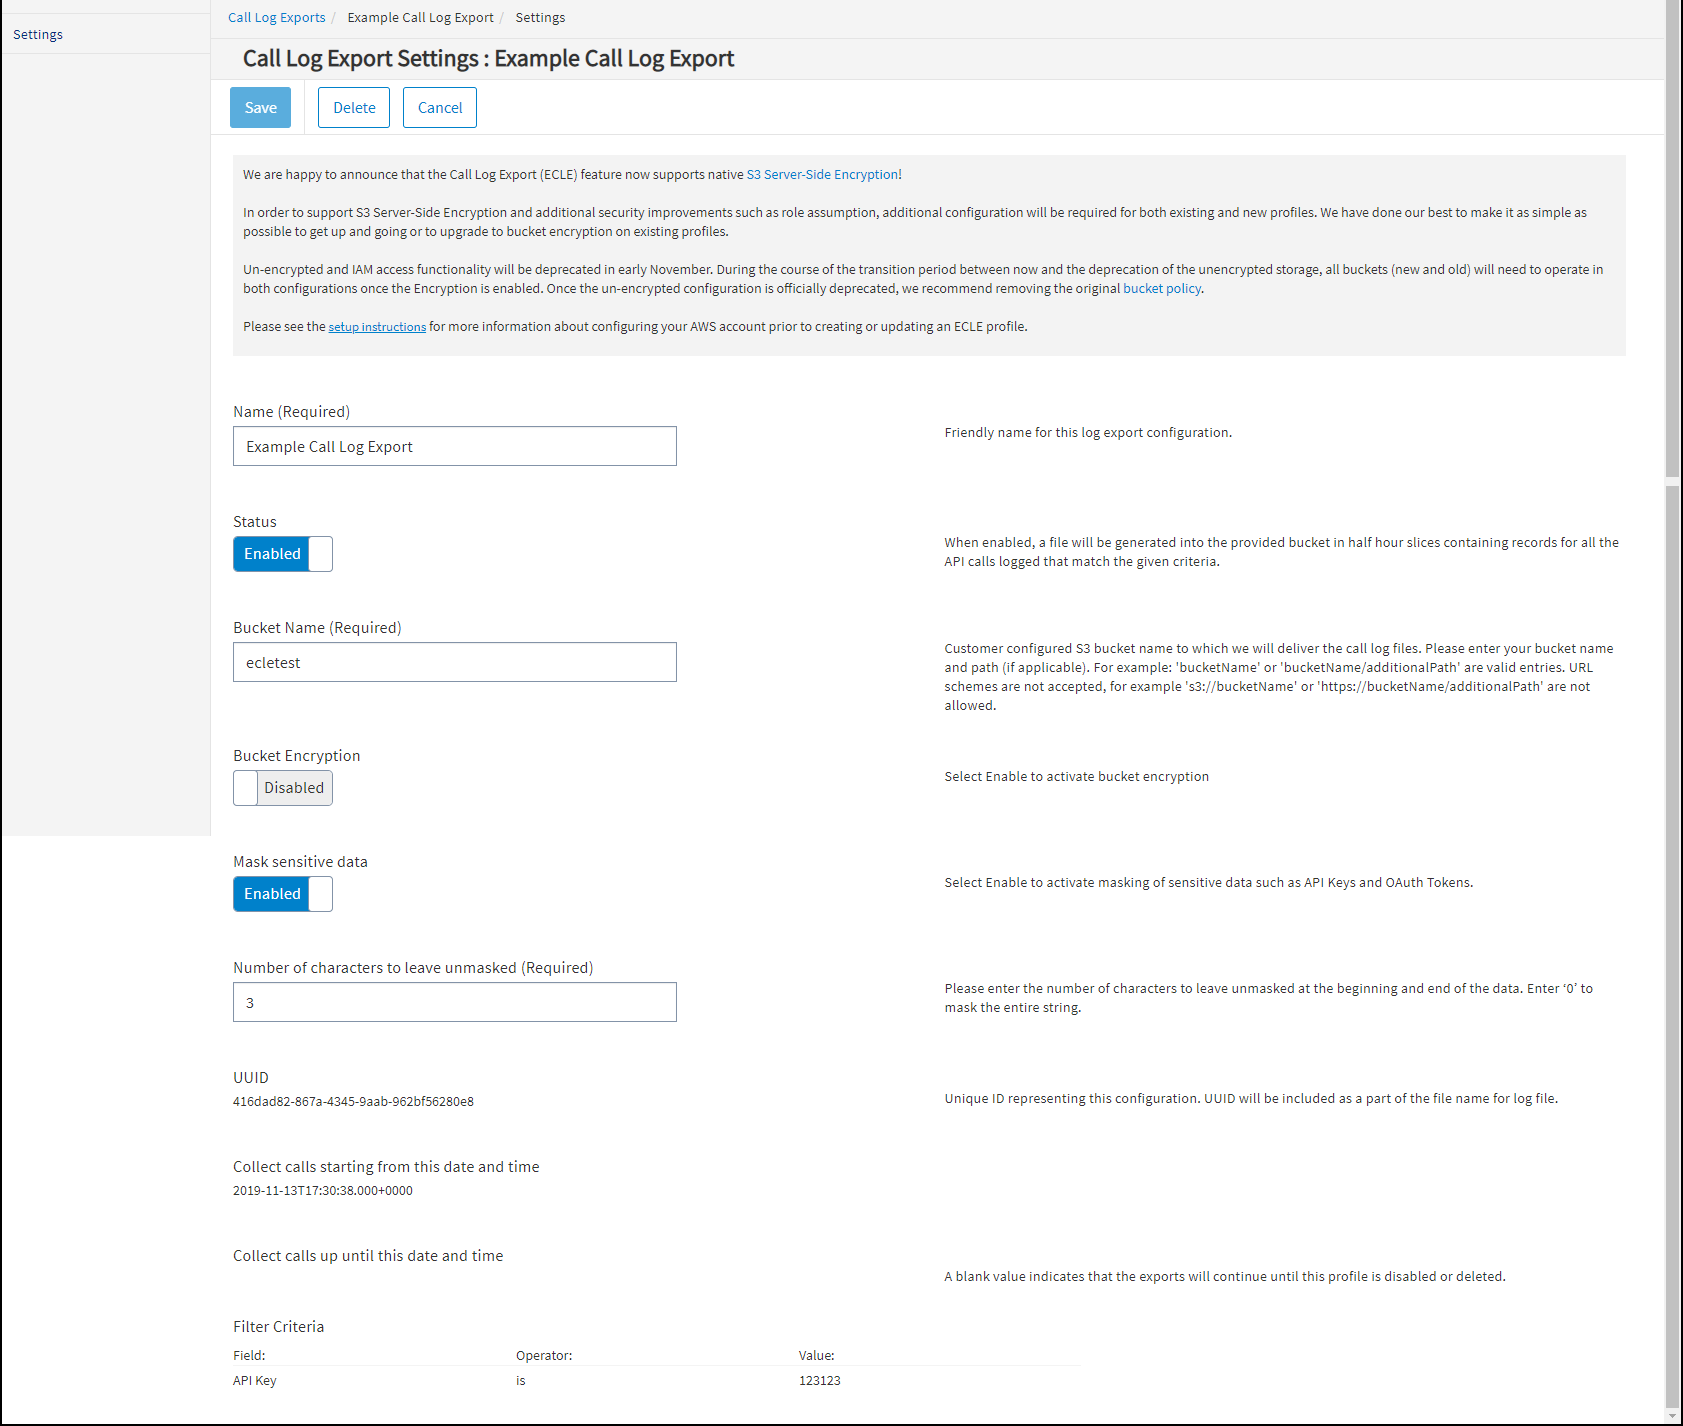 Settings
Call Log Exports / Example Call Log Export / Settings
Call Log Export Settings : Example Call Log Export
Save Delete Cancel
We are happy to announce that the Call Log Export (ECLE) feature now supports native S3 Server-Side Encryption!
In order to support S3 Server-Side Encryption and additional security improvements such as role assumption, additional configuration will be required for both existing and new profiles. We have done our best to make it as simple as
possible to get up and going or to upgrade to bucket encryption on existing profiles.
Un-encrypted and IAM access functionality will be deprecated in early November. During the course of the transition period between now and the deprecation of the unencrypted storage, all buckets (new and old) will need to operate in
both configurations once the Encryption is enabled. Once the un-encrypted configuration is officially deprecated, we recommend removing the original bucket policy.
Please see the setup instructions for more information about configuring your AWS account prior to creating or updating an ECLE profile.
Name (Required)
Example Call Log Export
Friendly name for this log export configuration.
Status
Enabled
When enabled, a file will be generated into the provided bucket in half hour slices containing records for all the
API calls logged that match the given criteria.
Bucket Name (Required)
ecletest
Customer configured S3 bucket name to which we will deliver the call log files. Please enter your bucket name
and path (if applicable). For example: 'bucketName' or 'bucketName/additionalPath' are valid entries. URL
schemes are not accepted, for example 's3://bucketName' or 'https://bucketName/additionalPath' are not
allowed.
Bucket Encryption
Disabled
Select Enable to activate bucket encryption
Mask sensitive data
Enabled
Select Enable to activate masking of sensitive data such as API Keys and OAuth Tokens.
Number of characters to leave unmasked (Required)
3
Please enter the number of characters to leave unmasked at the beginning and end of the data. Enter ‘0’ to
mask the entire string.
UUID
416dad82-867a-4345-9aab-962bf56280e8
Unique ID representing this configuration. UUID will be included as a part of the file name for log file.
Collect calls starting from this date and time
2019-11-13T17:30:38.000+0000
Collect calls up until this date and time
A blank value indicates that the exports will continue until this profile is disabled or deleted.
Filter Criteria
Field: Operator: Value:
API Key is 123123